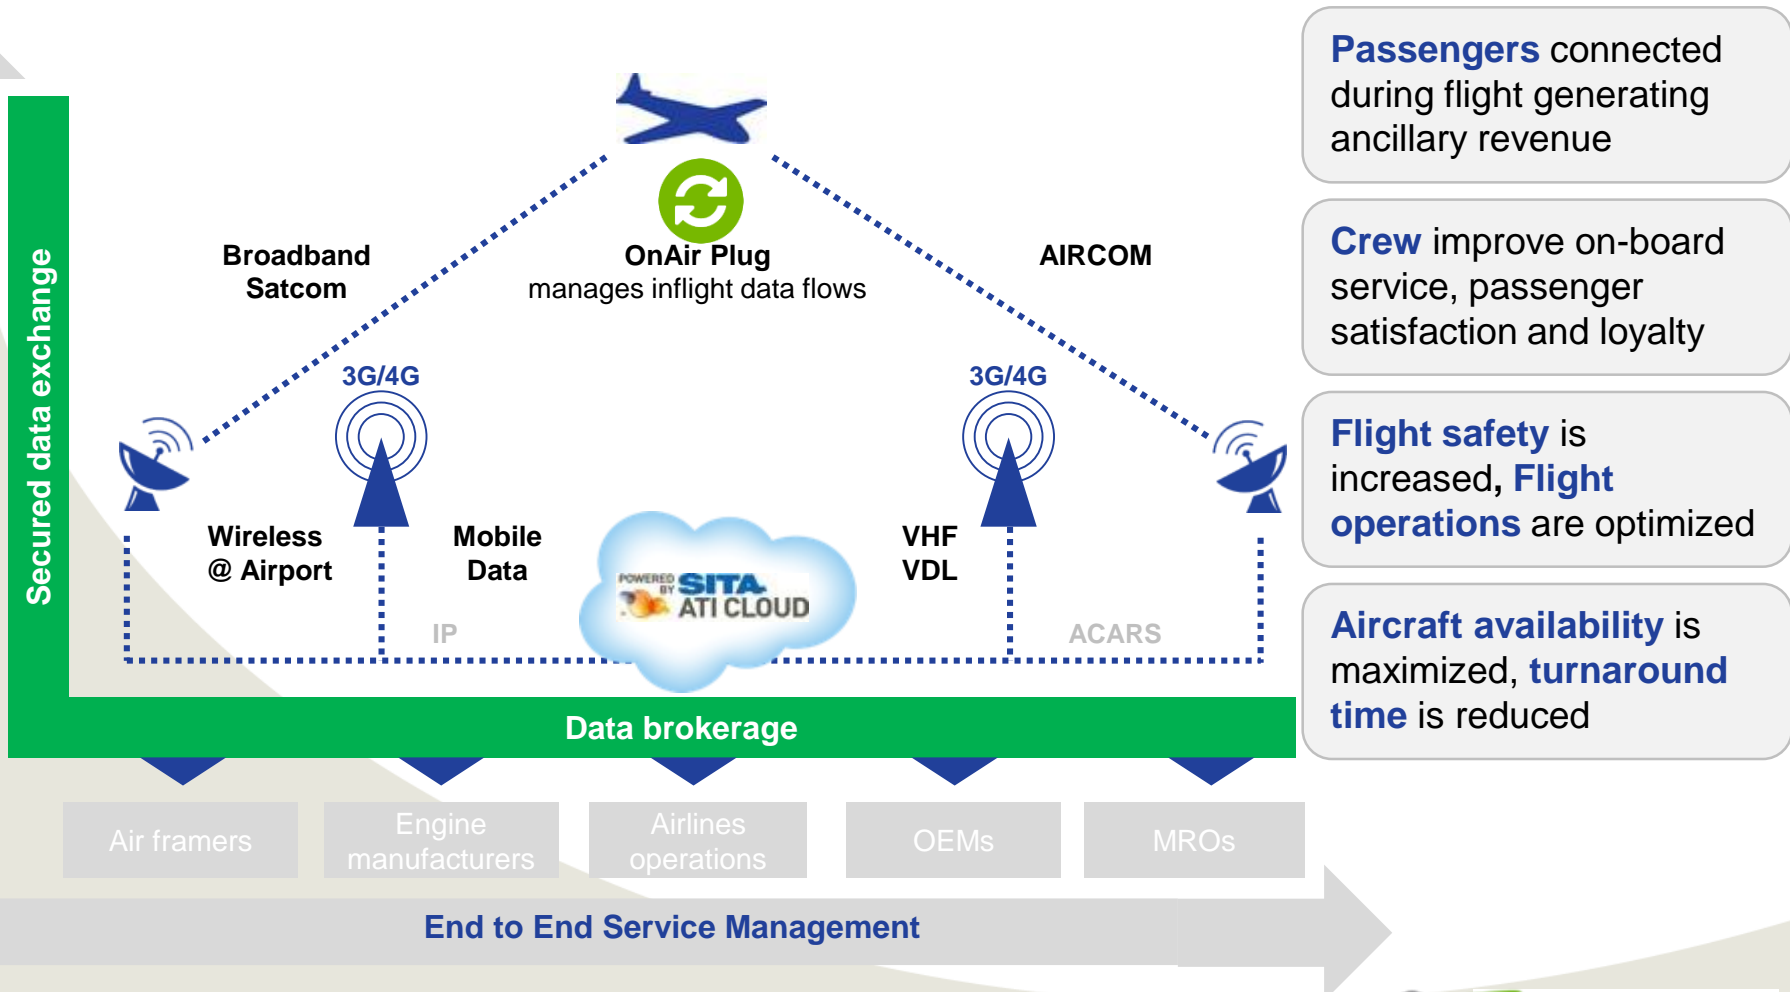 Passengers connected
during flight generating
ancillary revenue
Crew improve on-board
service, passenger
satisfaction and loyalty
Flight safety is
increased, Flight
operations are optimized
Aircraft availability is
maximized, turnaround
time is reduced
Secured data exchange
Broadband
Satcom
OnAir Plug
manages inflight data flows
AIRCOM
3G/4G
3G/4G
Wireless
@ Airport
Mobile
Data
VHF
VDL
POWERED BY SITA
ATI CLOUD
IP
ACARS
Data brokerage
Air framers
Engine
manufacturers
Airlines
operations
OEMs
MROs
End to End Service Management